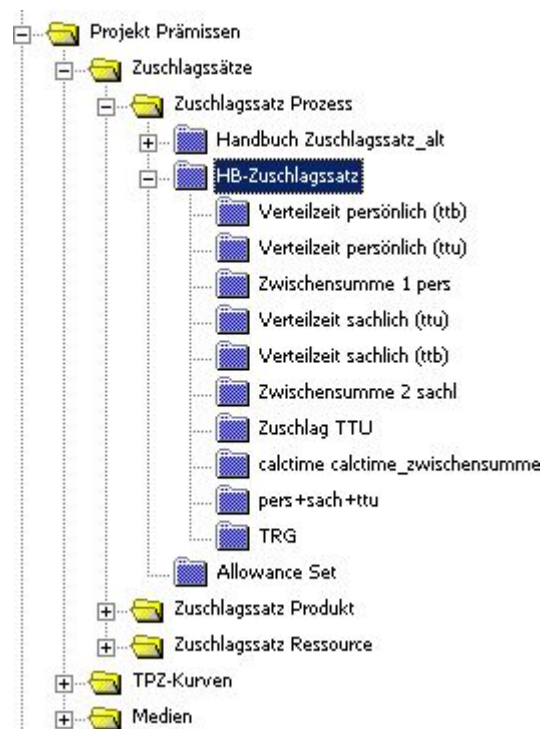 Projekt Prämissen
Zuschlagssätze
Zuschlagssatz Prozess
Handbuch Zuschlagssatz_alt
HB-Zuschlagssatz
Verteilzeit persönlich (ttb)
Verteilzeit persönlich (ttu)
Zwischensumme 1 pers
Verteilzeit sachlich (ttu)
Verteilzeit sachlich (ttb)
Zwischensumme 2 sachl
Zuschlag TTU
calctime calctime_zwischensumme
pers+sach+ttu
TRG
Allowance Set
Zuschlagssatz Produkt
Zuschlagssatz Ressource
TPZ-Kurven
Medien